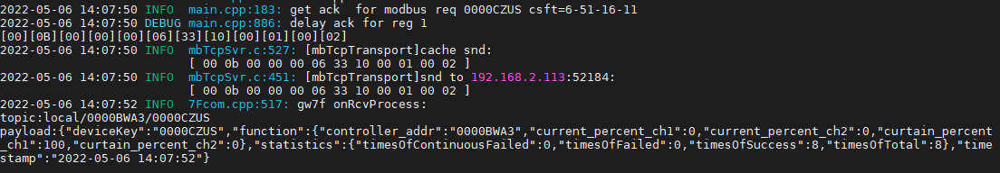 2022-05-06 14:07:50 INFO  main.cpp:183: get ack  for modbus req 0000CZUS csft=6-51-16-11
2022-05-06 14:07:50 DEBUG main.cpp:886: delay ack for reg 1
[00][0B][00][00][00][06][33][10][00][01][00][02]
2022-05-06 14:07:50 INFO  mbTcpSvr.c:527: [mbTcpTransport]cache snd:
[ 00 0b 00 00 00 06 33 10 00 01 00 02 ]
2022-05-06 14:07:50 INFO  mbTcpSvr.c:451: [mbTcpTransport]snd to 192.168.2.113:52184:
[ 00 0b 00 00 00 06 33 10 00 01 00 02 ]
2022-05-06 14:07:52 INFO  7Fcom.cpp:517: gw7f onRcvProcess:
topic:local/0000BWA3/0000CZUS
payload:{"deviceKey":"0000CZUS","function":{"controller_addr":"0000BWA3","current_percent_ch1":0,"current_percent_ch2":0,"curtain_percent
_ch1":100,"curtain_percent_ch2":0},"statistics":{"timesOfContinuousFailed":0,"timesOfFailed":0,"timesOfSuccess":8,"timesOfTotal":8},"time
stamp":"2022-05-06 14:07:52"}